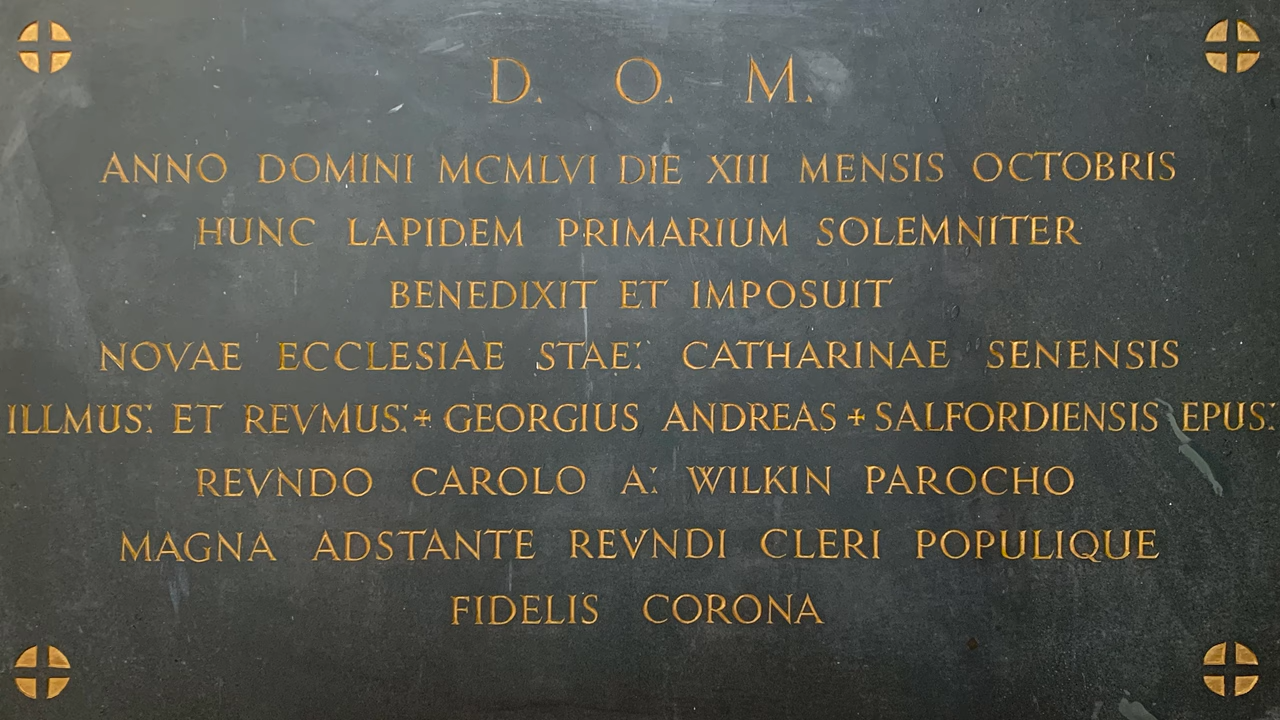 D. O. M.
ANNO DOMINI MCMLVI DIE XIII MENSIS OCTOBRIS
HUNC LAPIDEM PRIMARIUM SOLEMNITER
BENEDIXIT ET IMPOSUIT
NOVAE ECCLESIAE STAE: CATHARINAE SENENSIS
ILLMUS: ET REVMUS: + GEORGIUS ANDREAS + SALFORDIENSIS EPUS:
REVNDO CAROLO A: WILKIN PAROCHO
MAGNA ADSTANTE REVNDI CLERI POPULIQUE
FIDELIS CORONA